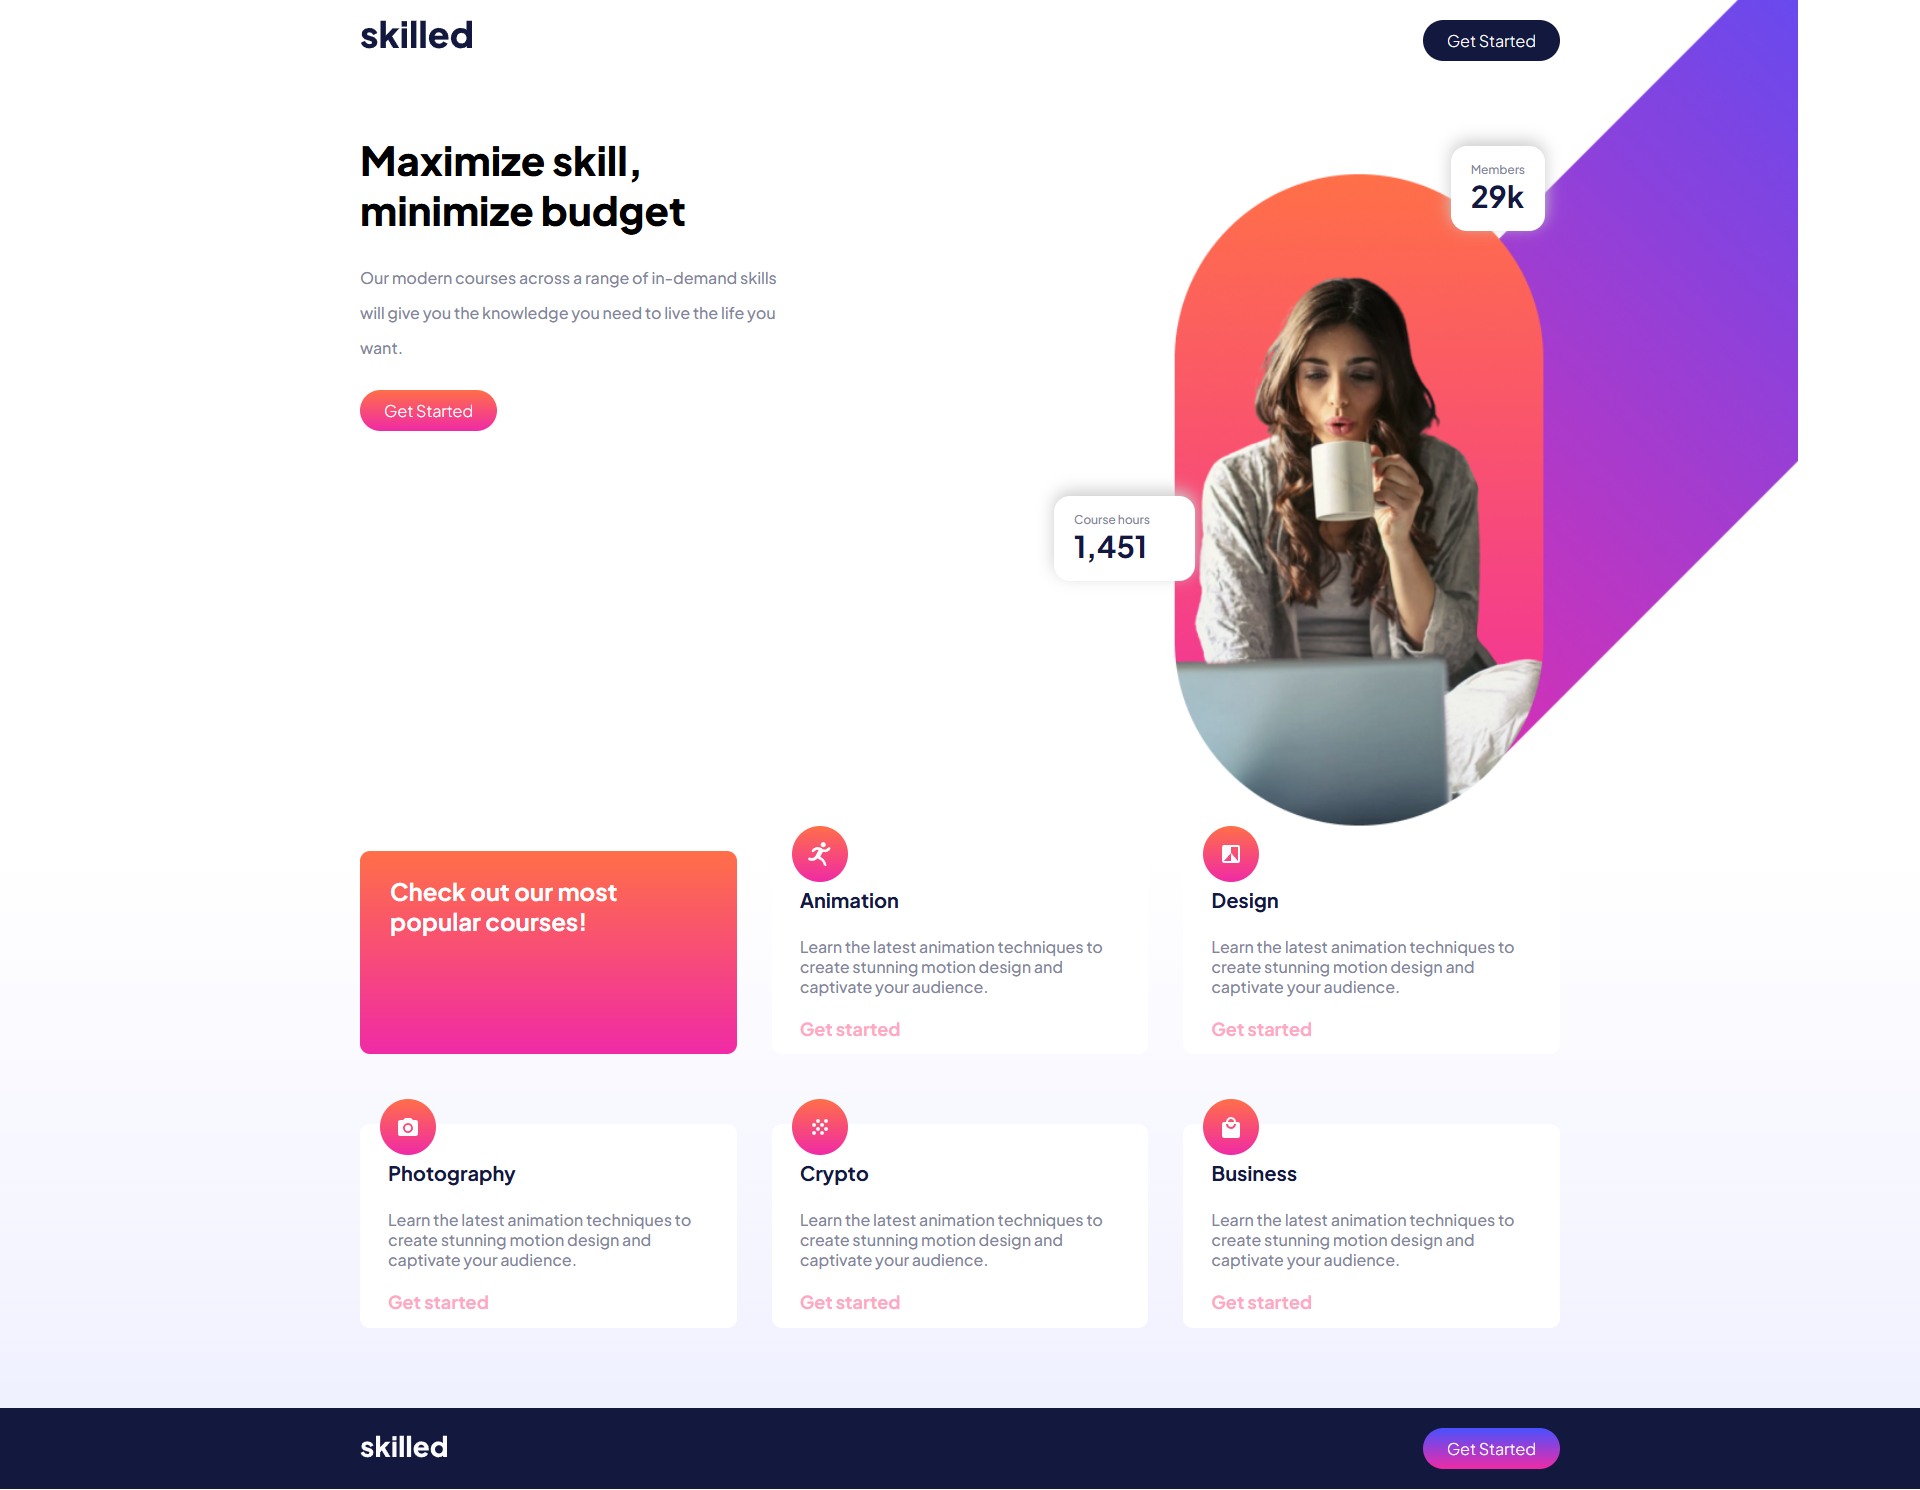 skilled
Get Started
Maximize skill,
minimize budget
Our modern courses across a range of in-demand skills
will give you the knowledge you need to live the life you
want.
Get Started
Members
29k
Course hours
1,451
Check out our most
popular courses!
Animation
Learn the latest animation techniques to
create stunning motion design and
captivate your audience.
Get started
Design
Learn the latest animation techniques to
create stunning motion design and
captivate your audience.
Get started
Photography
Learn the latest animation techniques to
create stunning motion design and
captivate your audience.
Get started
Crypto
Learn the latest animation techniques to
create stunning motion design and
captivate your audience.
Get started
Business
Learn the latest animation techniques to
create stunning motion design and
captivate your audience.
Get started
skilled
Get Started